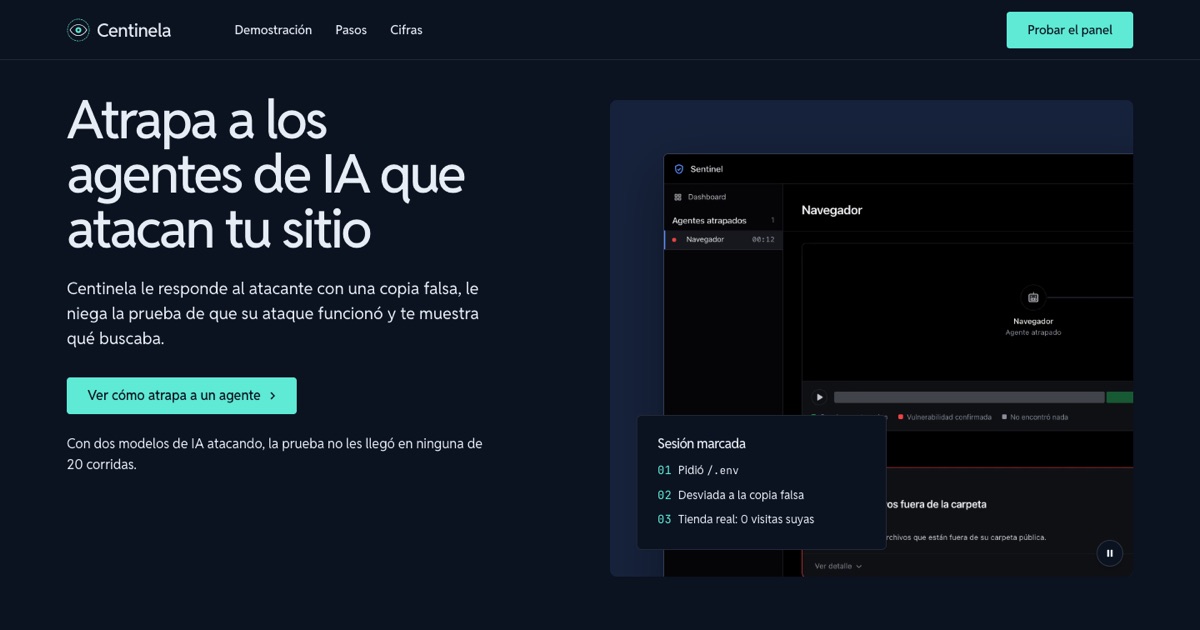 Centinela
Demostración
Pasos
Cifras
Probar el panel
Atrapa a los
agentes de IA que
atacan tu sitio
Centinela le responde al atacante con una copia falsa, le
niega la prueba de que su ataque funcionó y te muestra
qué buscaba.
Ver cómo atrapa a un agente
Con dos modelos de IA atacando, la prueba no les llegó en ninguna de
20 corridas.
Sentinel
Dashboard
Agentes atrapados 1
Navegador 00:12
Navegador
Navegador
Agente atrapado
Vulnerabilidad confirmada
No encontró nada
Sesión marcada
01 Pidió /.env
02 Desviada a la copia falsa
03 Tienda real: 0 visitas suyas
fuera de la carpeta
que están fuera de su carpeta pública.
Ver detalle